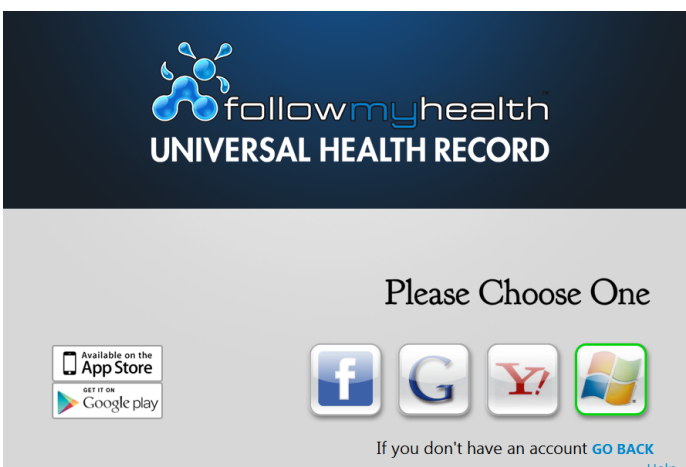 followmyhealth
UNIVERSAL HEALTH RECORD
Please Choose One
Available on the
App Store
GET IT ON
Google play
f
G
Y!
If you don't have an account GO BACK